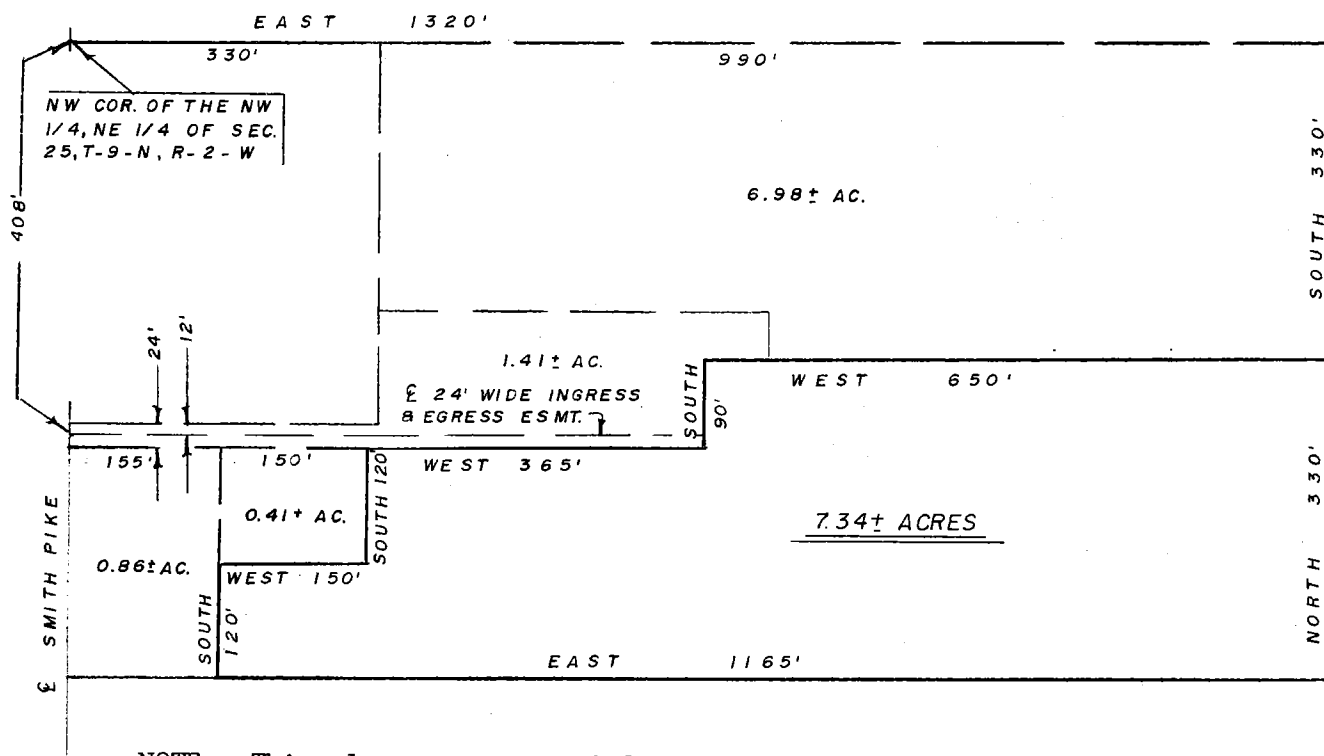 EAST 1320'
330'
990'
NW COR. OF THE NW
1/4, NE 1/4 OF SEC.
25, T-9-N, R-2-W
408'
6.98± AC.
SOUTH 330'
24'
12'
1.41± AC.
℄ 24' WIDE INGRESS
& EGRESS ESMT.
SOUTH
90'
WEST 650'
155'
150'
WEST 365'
SOUTH 120'
0.41± AC.
7.34± ACRES
NORTH 330'
0.86± AC.
WEST 150'
SOUTH
120'
℄ SMITH PIKE
EAST 1165'